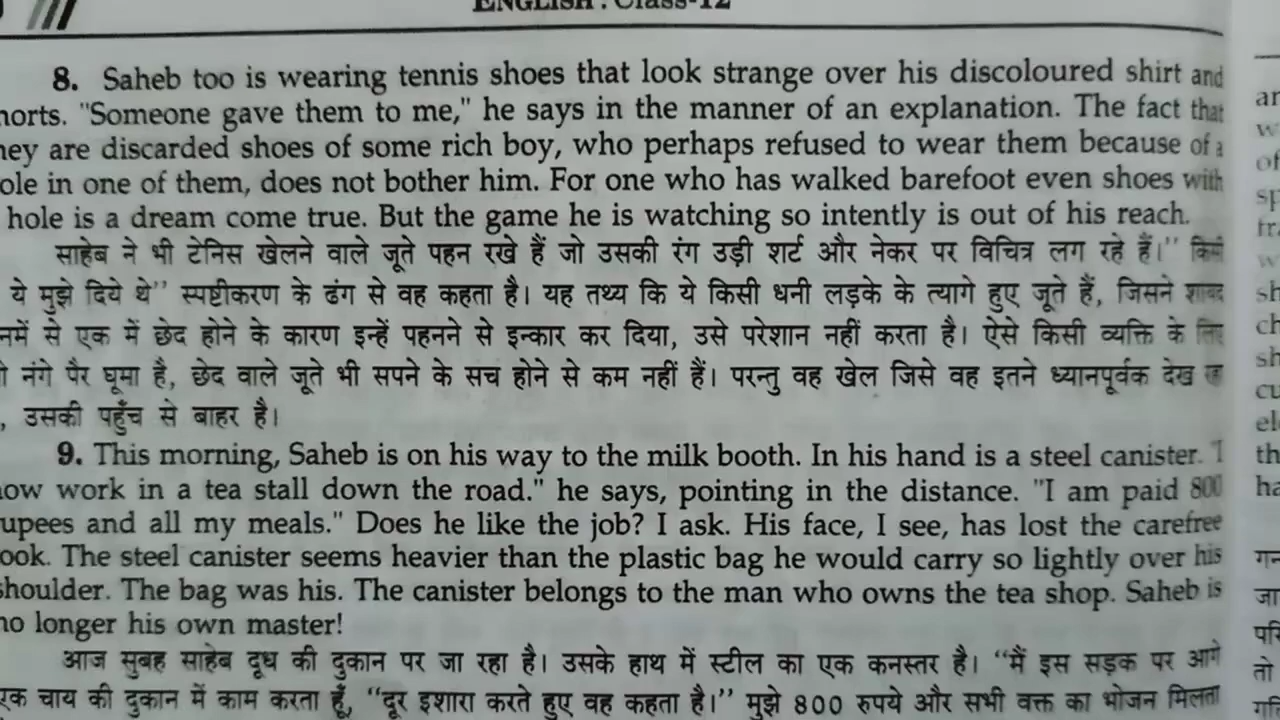 ENGLISH : Class-12
8. Saheb too is wearing tennis shoes that look strange over his discoloured shirt and
horts. "Someone gave them to me," he says in the manner of an explanation. The fact that
hey are discarded shoes of some rich boy, who perhaps refused to wear them because of a
ole in one of them, does not bother him. For one who has walked barefoot even shoes with
hole is a dream come true. But the game he is watching so intently is out of his reach.
साहेब ने भी टेनिस खेलने वाले जूते पहन रखे हैं जो उसकी रंग उड़ी शर्ट और नेकर पर विचित्र लग रहे हैं।" किसी
ये मुझे दिये थे" स्पष्टीकरण के ढंग से वह कहता है। यह तथ्य कि ये किसी धनी लड़के के त्यागे हुए जूते हैं, जिसने शायद
नमें से एक में छेद होने के कारण इन्हें पहनने से इन्कार कर दिया, उसे परेशान नहीं करता है। ऐसे किसी व्यक्ति के लिए
नंगे पैर घूमा है, छेद वाले जूते भी सपने के सच होने से कम नहीं हैं। परन्तु वह खेल जिसे वह इतने ध्यानपूर्वक देख रहा
, उसकी पहुँच से बाहर है।
9. This morning, Saheb is on his way to the milk booth. In his hand is a steel canister. "I
now work in a tea stall down the road." he says, pointing in the distance. "I am paid 800
rupees and all my meals." Does he like the job? I ask. His face, I see, has lost the carefree
ook. The steel canister seems heavier than the plastic bag he would carry so lightly over his
shoulder. The bag was his. The canister belongs to the man who owns the tea shop. Saheb is
no longer his own master!
आज सुबह साहेब दूध की दुकान पर जा रहा है। उसके हाथ में स्टील का एक कनस्तर है। "मैं इस सड़क पर आगे
एक चाय की दुकान में काम करता हूँ, "दूर इशारा करते हुए वह कहता है।" मुझे 800 रुपये और सभी वक्त का भोजन मिलता